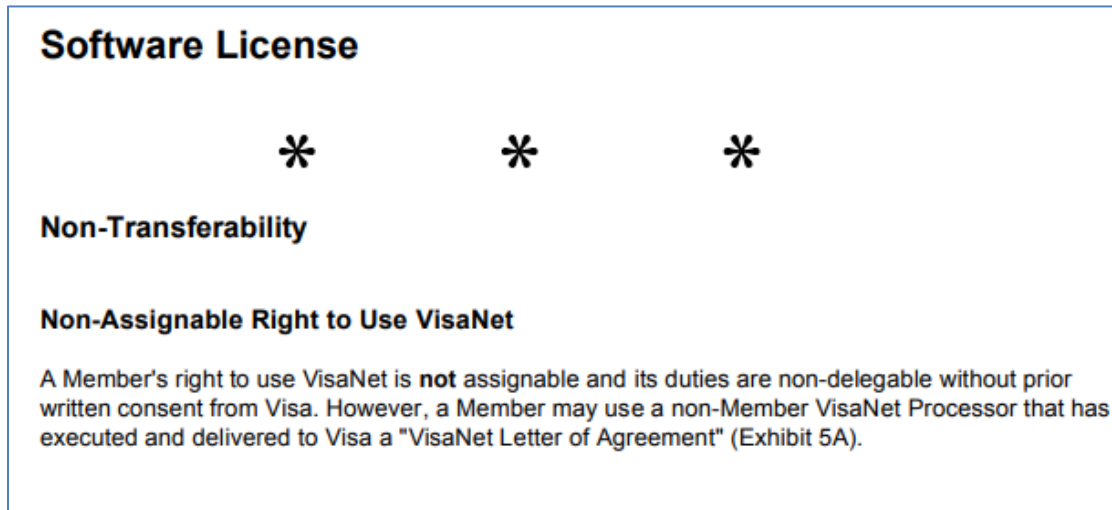 Software License
* * *
Non-Transferability
Non-Assignable Right to Use VisaNet
A Member's right to use VisaNet is not assignable and its duties are non-delegable without prior
written consent from Visa. However, a Member may use a non-Member VisaNet Processor that has
executed and delivered to Visa a "VisaNet Letter of Agreement" (Exhibit 5A).